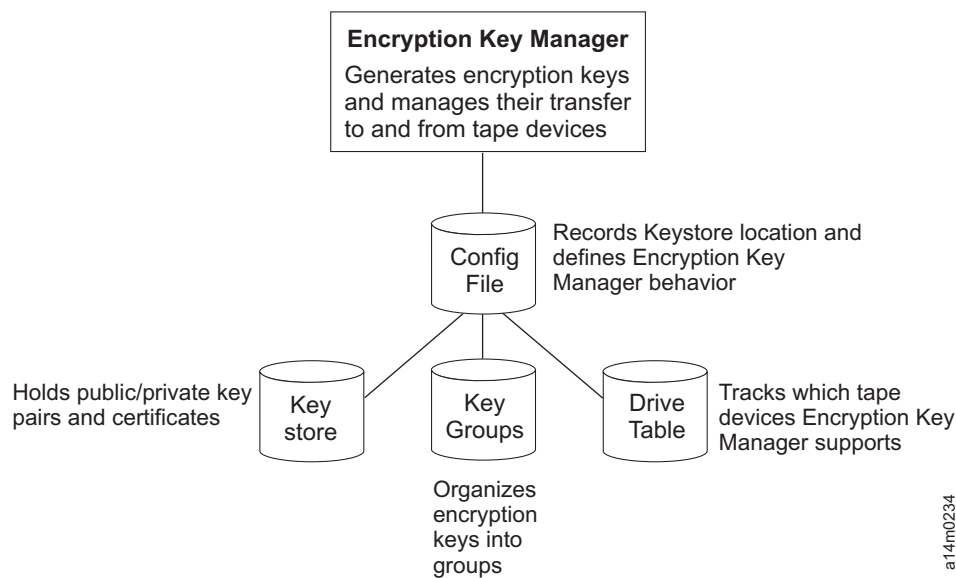 Encryption Key Manager
Generates encryption keys
and manages their transfer
to and from tape devices
Config
File
Records Keystore location and
defines Encryption Key
Manager behavior
Holds public/private key
pairs and certificates
Key
store
Key
Groups
Drive
Table
Tracks which tape
devices Encryption Key
Manager supports
Organizes
encryption
keys into
groups
a14m0234